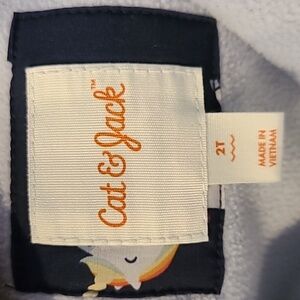 Cat & Jack™
2T
MADE IN
VIETNAM